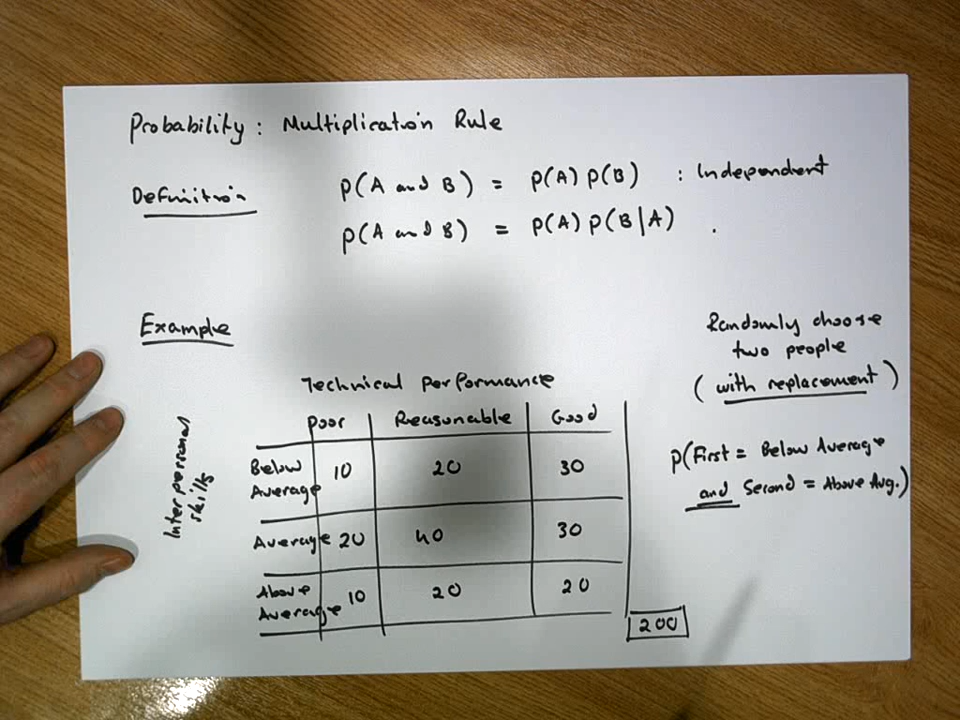 Probability: Multiplication Rule
Definition P(A and B) = P(A) P(B) : Independent
P(A and B) = P(A) P(B|A) .
Example
Randomly choose
two people
(with replacement)
Technical performance
Poor Reasonable Good
Interpersonal
skills
Below
Average 10 20 30
Average 20 40 30
Above
Average 10 20 20
200
P(First = Below Average
and Second = Above Avg.)